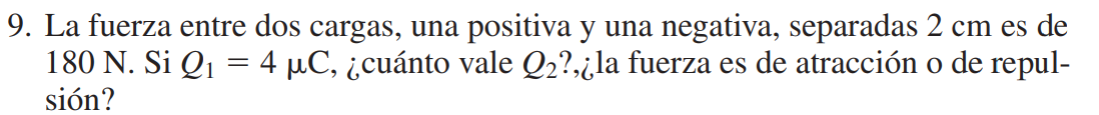 9. La fuerza entre dos cargas, una positiva y una negativa, separadas 2 cm es de
180 N. Si Q₁ = 4 μC, ¿cuánto vale Q₂?,¿la fuerza es de atracción o de repul-
sión?